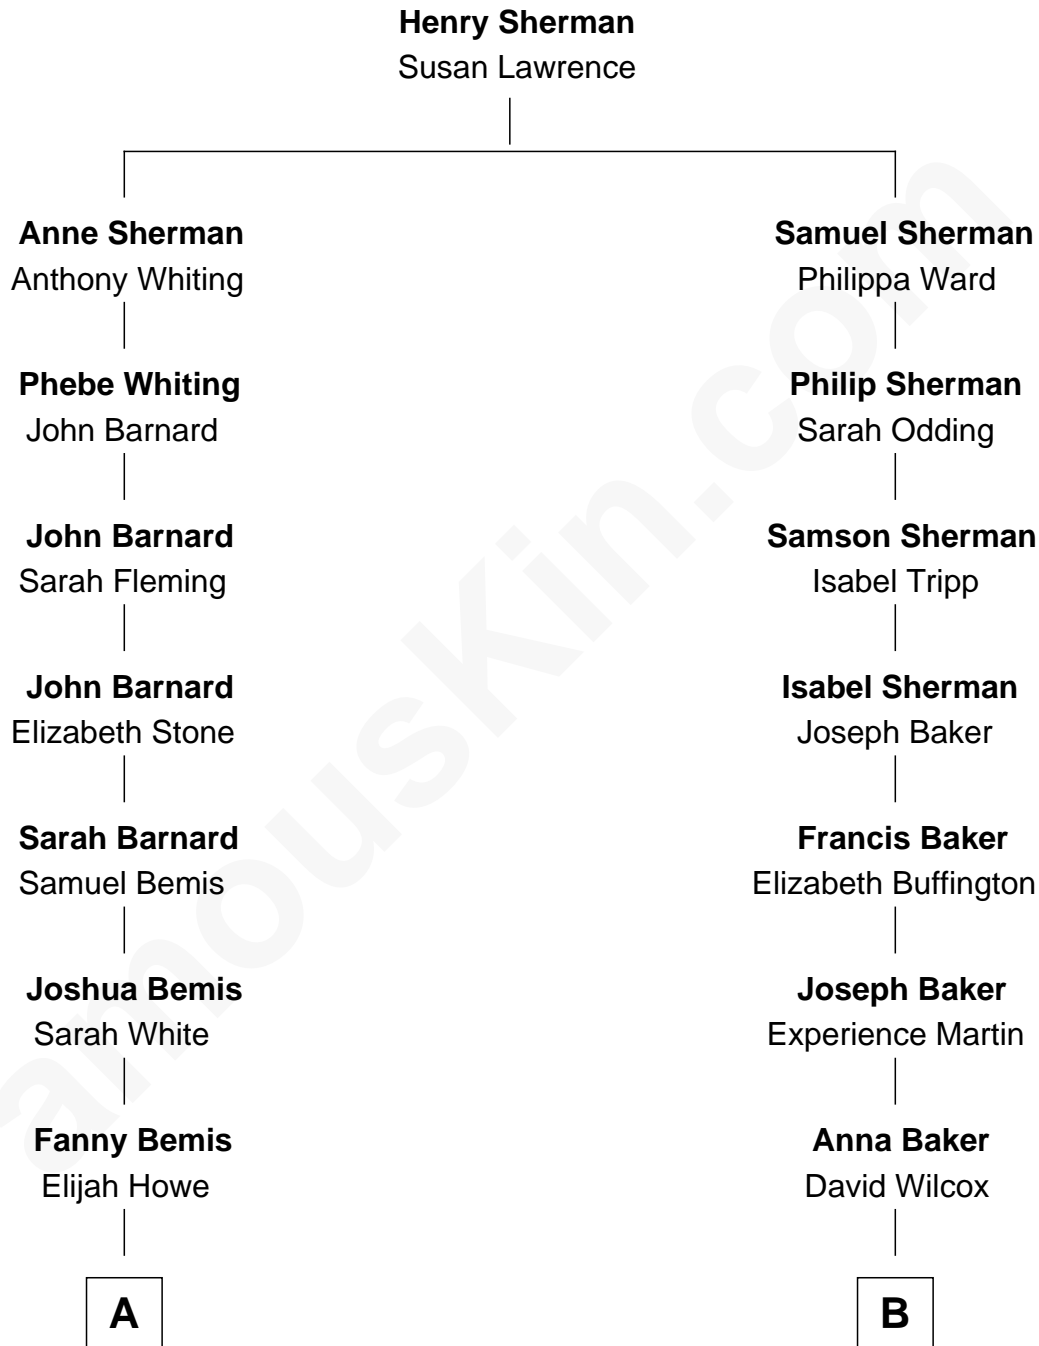 Henry Sherman
Susan Lawrence
Anne Sherman
Anthony Whiting
Samuel Sherman
Philippa Ward
Phebe Whiting
John Barnard
Philip Sherman
Sarah Odding
John Barnard
Sarah Fleming
Samson Sherman
Isabel Tripp
John Barnard
Elizabeth Stone
Isabel Sherman
Joseph Baker
Sarah Barnard
Samuel Bemis
Francis Baker
Elizabeth Buffington
Joshua Bemis
Sarah White
Joseph Baker
Experience Martin
Fanny Bemis
Elijah Howe
Anna Baker
David Wilcox
A
B
amouskin.com